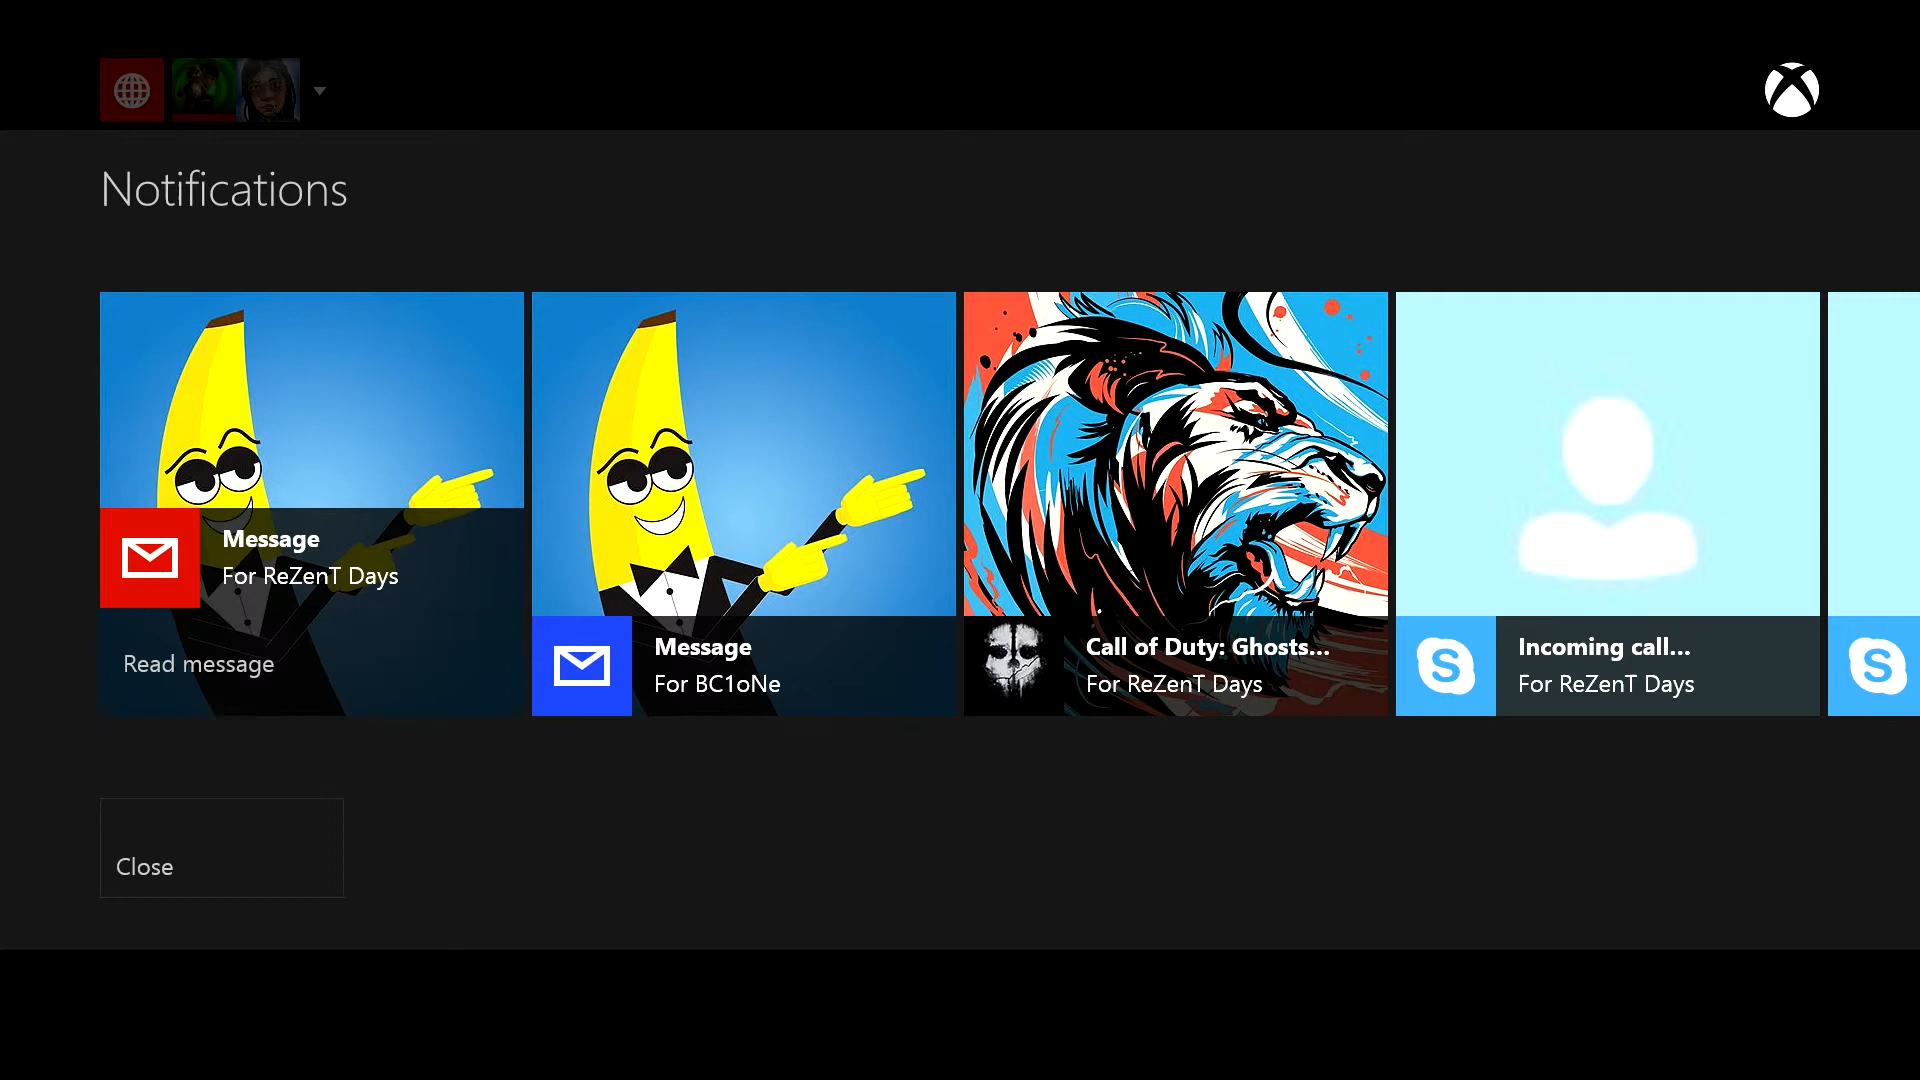 Notifications
Message
For ReZenT Days
Read message
Message
For BC1oNe
Call of Duty: Ghosts...
For ReZenT Days
Incoming call...
For ReZenT Days
Close